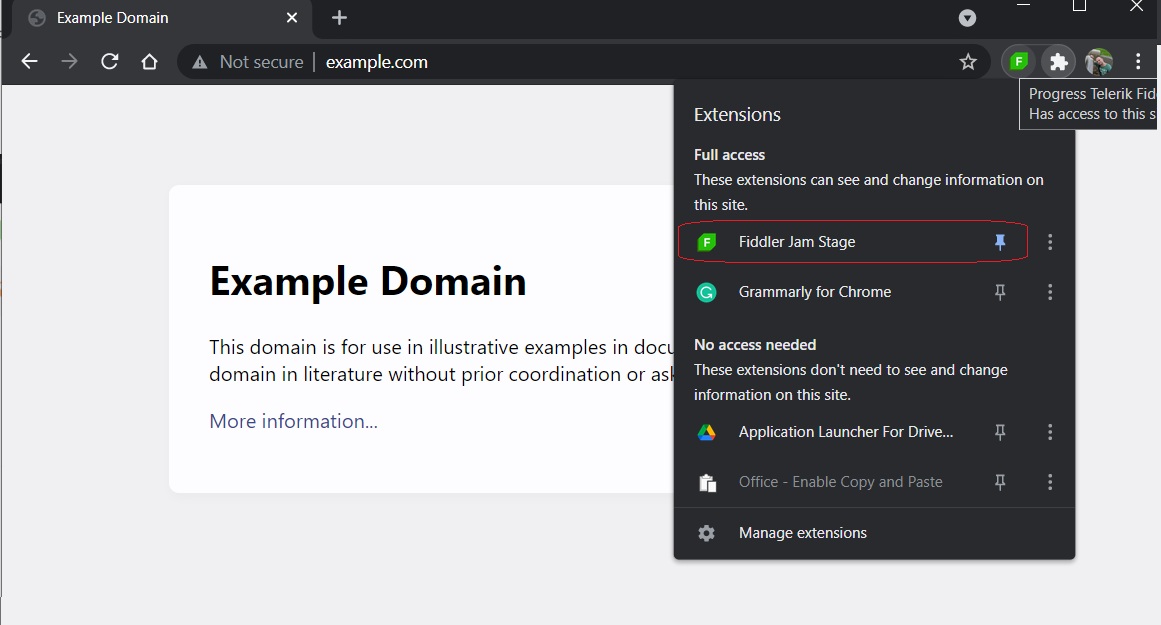 Example Domain
Not secure
example.com
Progress Telerik Fid
Has access to this s
Extensions
Full access
These extensions can see and change information on
this site.
F
Fiddler Jam Stage
G
Grammarly for Chrome
No access needed
These extensions don't need to see and change
information on this site.
Application Launcher For Drive...
Office - Enable Copy and Paste
Manage extensions
Example Domain
This domain is for use in illustrative examples in docu
domain in literature without prior coordination or ask
More information...